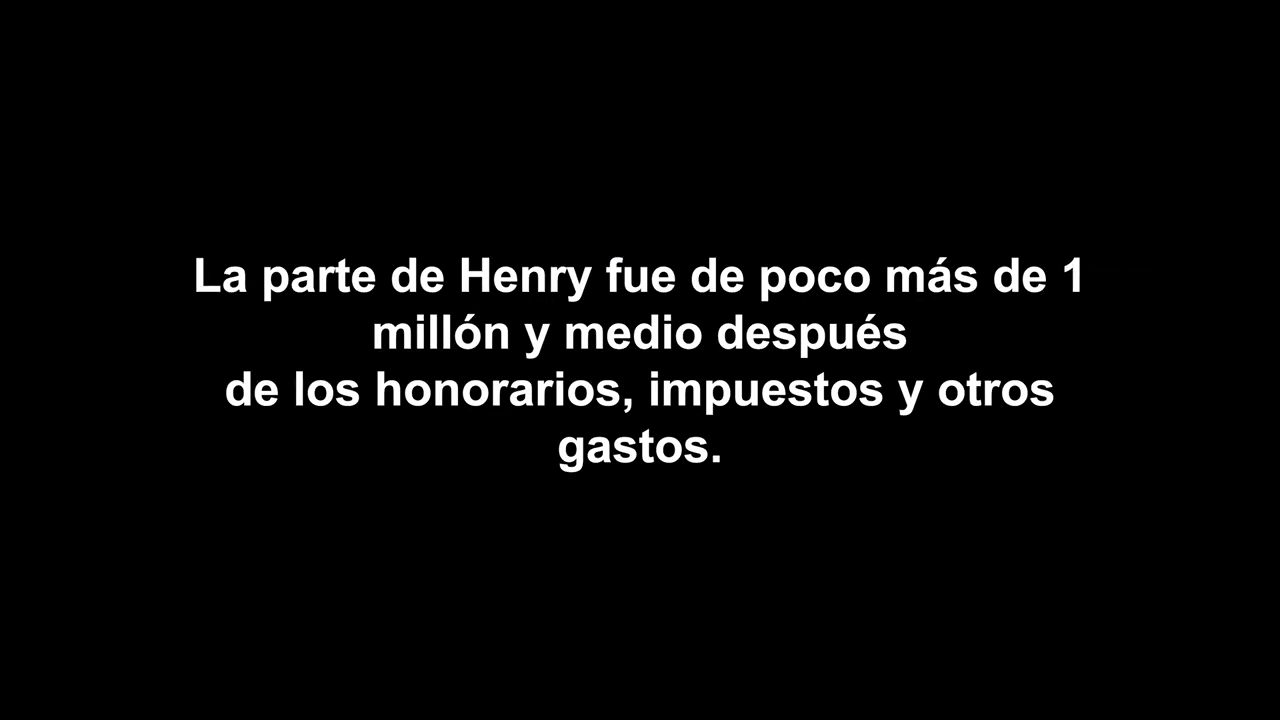 La parte de Henry fue de poco más de 1
millón y medio después
de los honorarios, impuestos y otros
gastos.